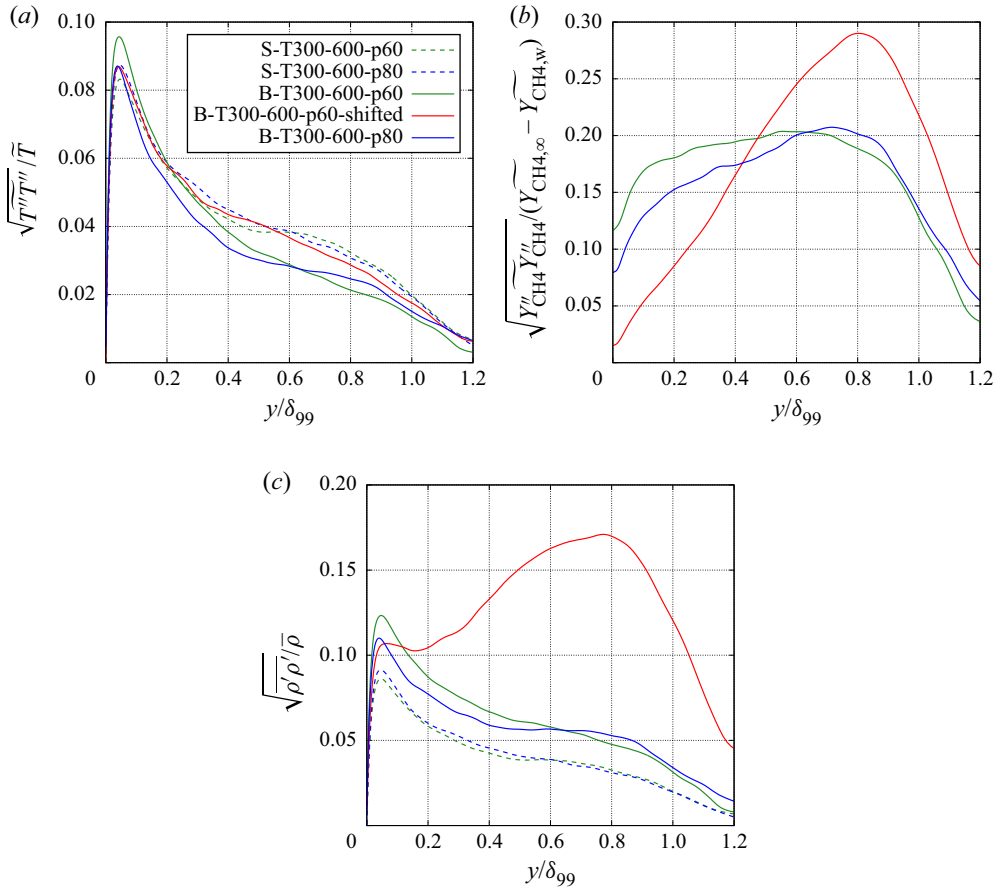 (a)
0.10
0.08
0.06
0.04
0.02
0
0.2
0.4
0.6
0.8
1.0
1.2
√T″T″~/T̃
y/δ99
S-T300-600-p60
S-T300-600-p80
B-T300-600-p60
B-T300-600-p60-shifted
B-T300-600-p80
(b)
0.30
0.25
0.20
0.15
0.10
0.05
0
0.2
0.4
0.6
0.8
1.0
1.2
√Y″CH4Y″CH4~/(Y~CH4,∞ − Y~CH4,w)
y/δ99
(c)
0.20
0.15
0.10
0.05
0
0.2
0.4
0.6
0.8
1.0
1.2
√ρ′ρ′‾/ρ̄
y/δ99